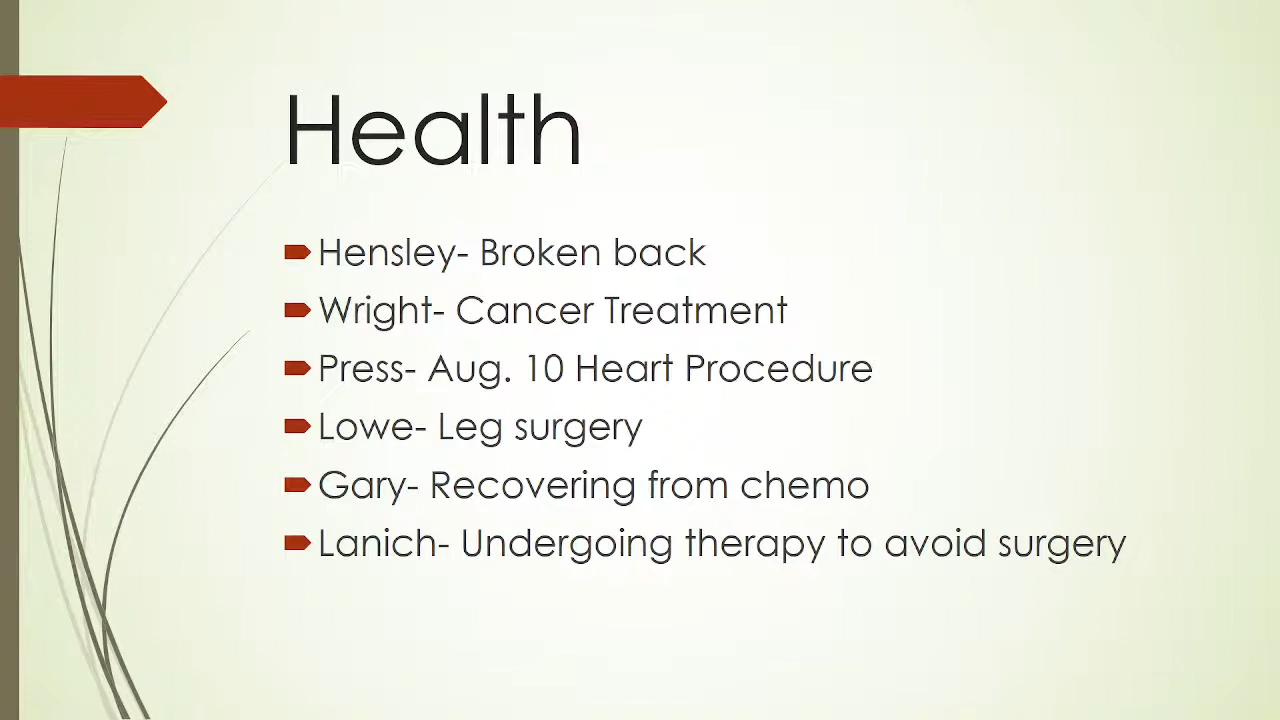 Health
Hensley- Broken back
Wright- Cancer Treatment
Press- Aug. 10 Heart Procedure
Lowe- Leg surgery
Gary- Recovering from chemo
Lanich- Undergoing therapy to avoid surgery